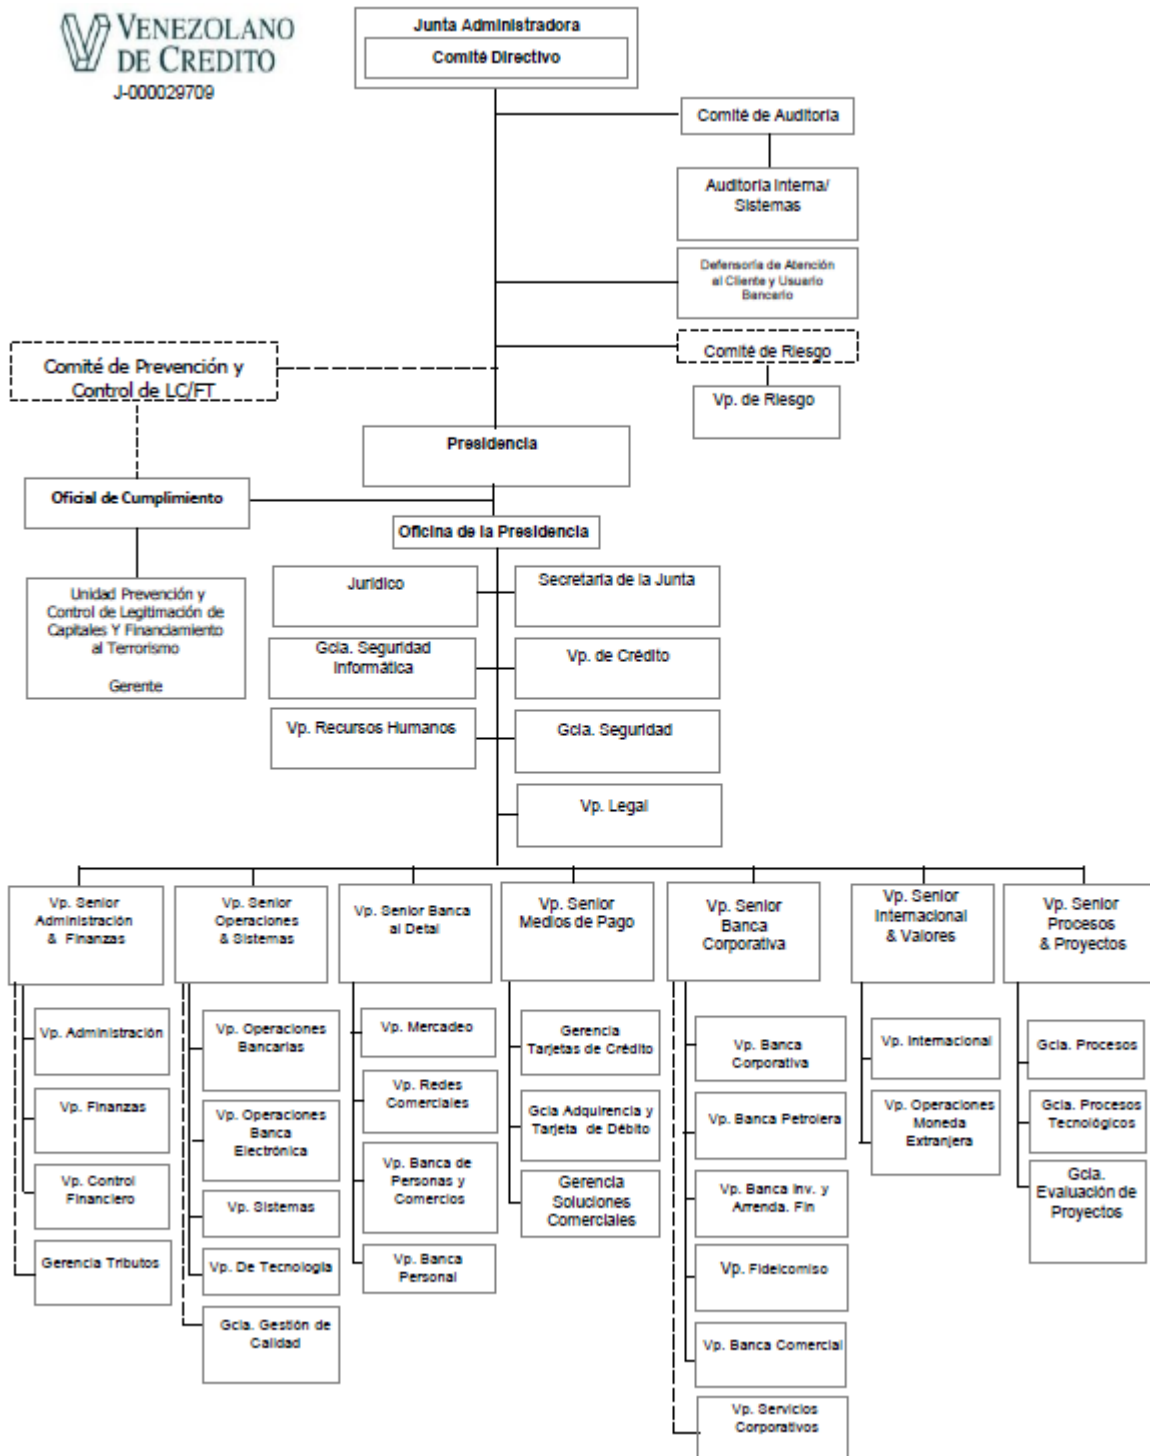 VENEZOLANO
DE CREDITO
J-000029709
Junta Administradora
Comité Directivo
Comité de Auditoria
Auditoria Interna/
Sistemas
Defensoría de Atención
al Cliente y Usuario
Bancario
Comité de Riesgo
Vp. de Riesgo
Comité de Prevención y
Control de LC/FT
Presidencia
Oficial de Cumplimiento
Oficina de la Presidencia
Unidad Prevención y
Control de Legitimación de
Capitales Y Financiamiento
al Terrorismo
Gerente
Juridico
Secretaria de la Junta
Gcia. Seguridad
Informática
Vp. de Crédito
Vp. Recursos Humanos
Gcia. Seguridad
Vp. Legal
Vp. Senior
Administración
& Finanzas
Vp. Administración
Vp. Finanzas
Vp. Control
Financiero
Gerencia Tributos
Vp. Senior
Operaciones
& Sistemas
Vp. Operaciones
Bancarias
Vp. Operaciones
Banca
Electrónica
Vp. Sistemas
Vp. De Tecnología
Gcia. Gestión de
Calidad
Vp. Senior Banca
al Detal
Vp. Mercadeo
Vp. Redes
Comerciales
Vp. Banca de
Personas y
Comercios
Vp. Banca
Personal
Vp. Senior
Medios de Pago
Gerencia
Tarjetas de Crédito
Gcia Adquirencia y
Tarjeta de Débito
Gerencia
Soluciones
Comerciales
Vp. Senior
Banca
Corporativa
Vp. Banca
Corporativa
Vp. Banca Petrolera
Vp. Banca Inv. y
Arrenda. Fin
Vp. Fideicomiso
Vp. Banca Comercial
Vp. Servicios
Corporativos
Vp. Senior
Internacional
& Valores
Vp. Internacional
Vp. Operaciones
Moneda
Extranjera
Vp. Senior
Procesos
& Proyectos
Gcia. Procesos
Gcia. Procesos
Tecnológicos
Gcia.
Evaluación de
Proyectos